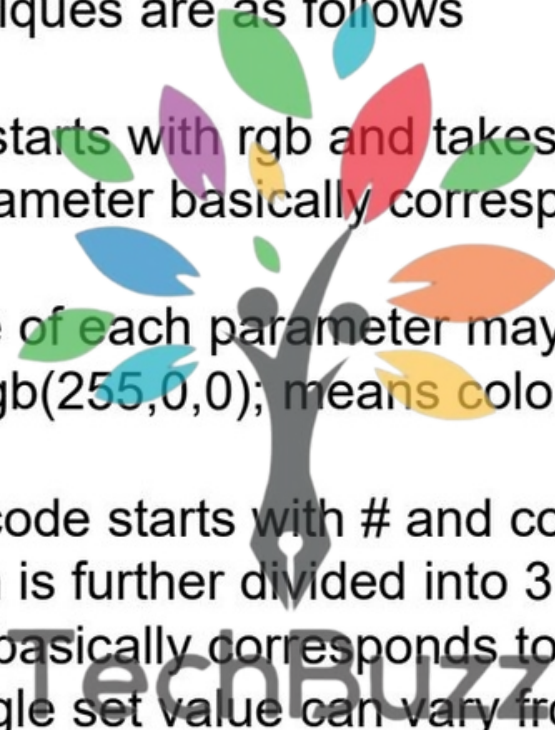 iques are as follows
starts with rgb and takes
ameter basically corresp
e of each parameter may
gb(255,0,0); means colo
code starts with # and co
is further divided into 3
basically corresponds to
TechBuzz
gle set value can vary fro